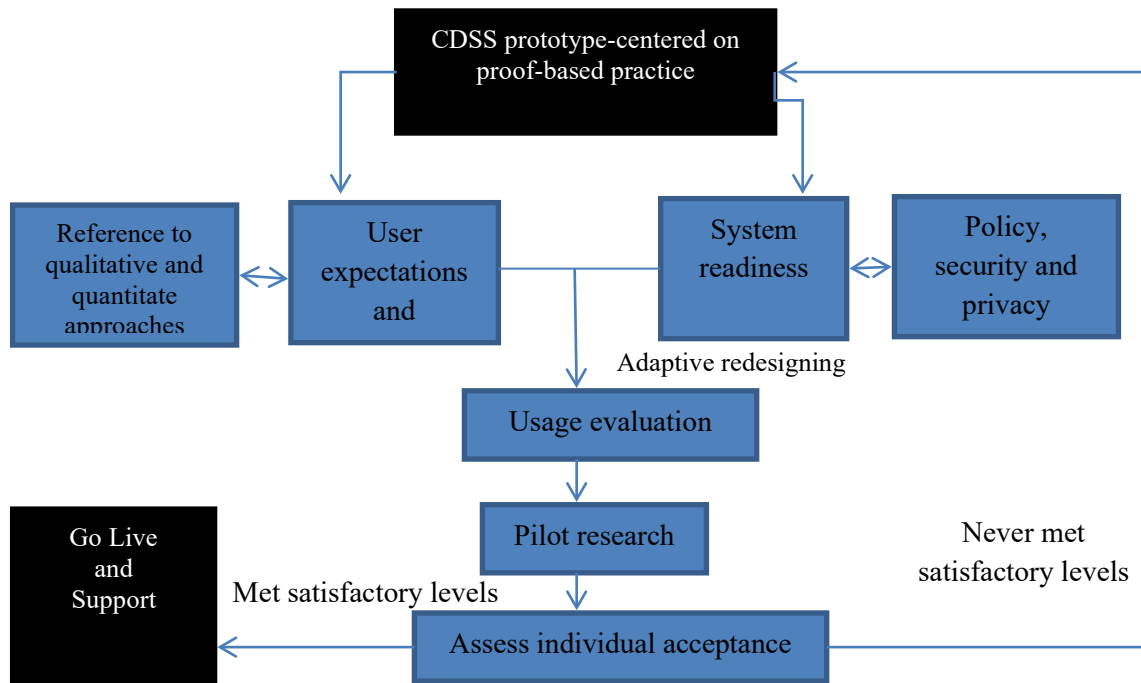 CDSS prototype-centered on
proof-based practice
Reference to
qualitative and
quantitate
approaches
User
expectations and
System
readiness
Policy,
security and
privacy
Adaptive redesigning
Usage evaluation
Pilot research
Go Live
and
Support
Met satisfactory levels
Never met
satisfactory levels
Assess individual acceptance